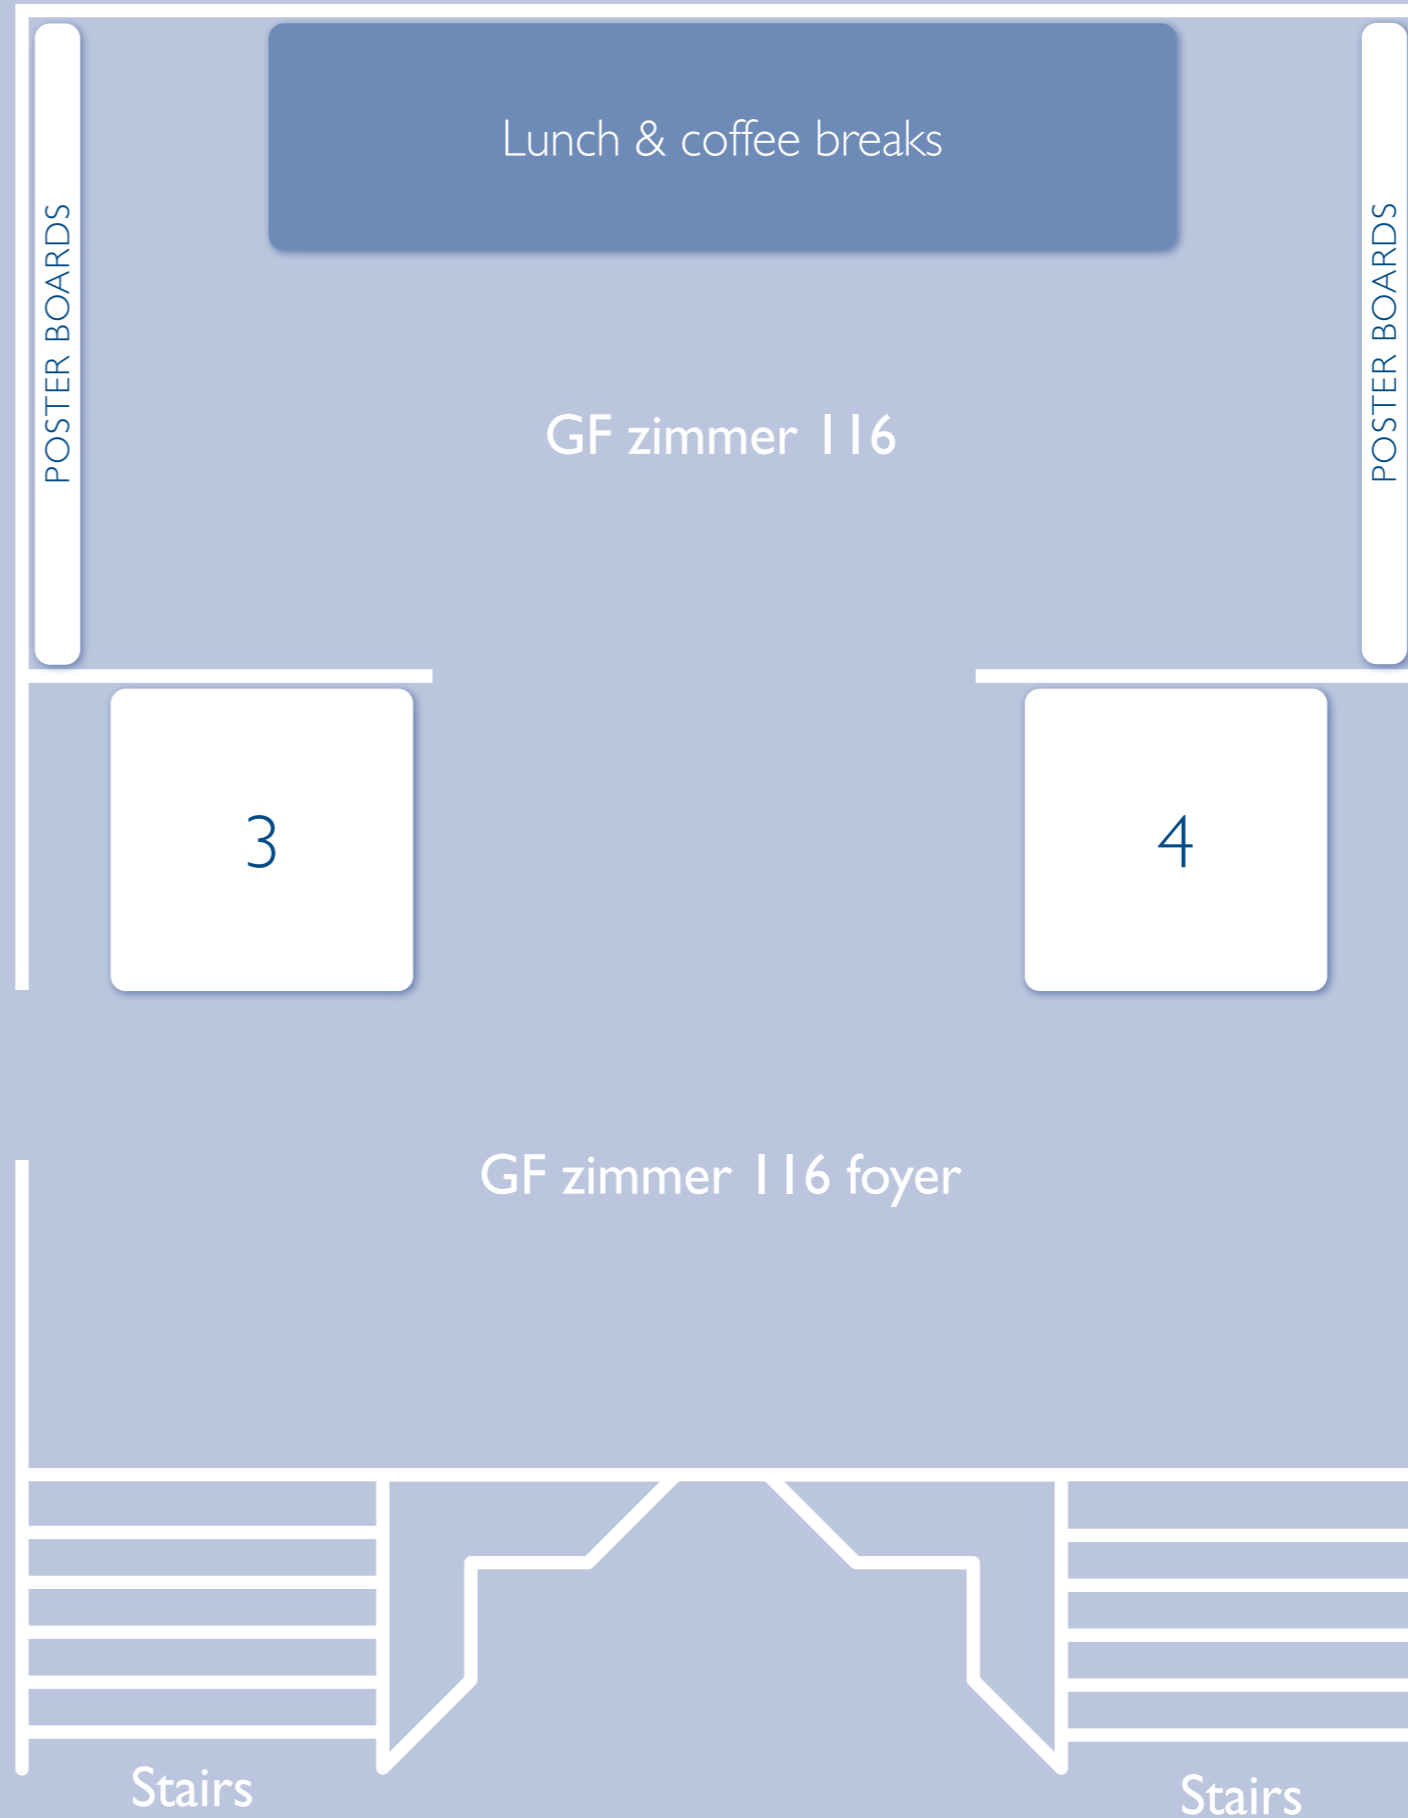 Lunch & coffee breaks
POSTER BOARDS
POSTER BOARDS
GF zimmer 116
3
4
GF zimmer 116 foyer
Stairs
Stairs